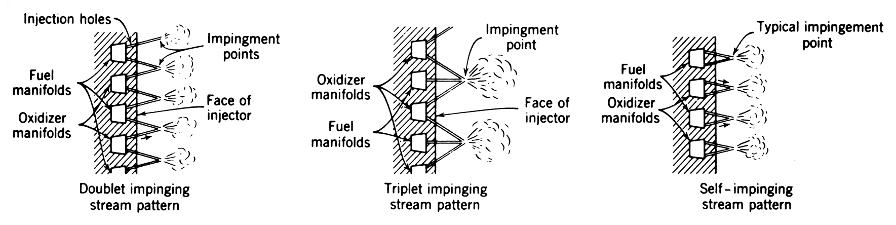 Injection holes
Impingement
points
Fuel
manifolds
Oxidizer
manifolds
Face of
injector
Doublet impinging
stream pattern
Impingment
point
Oxidizer
manifolds
Fuel
manifolds
Face of
injector
Triplet impinging
stream pattern
Typical impingement
point
Fuel
manifolds
Oxidizer
manifolds
Self-impinging
stream pattern